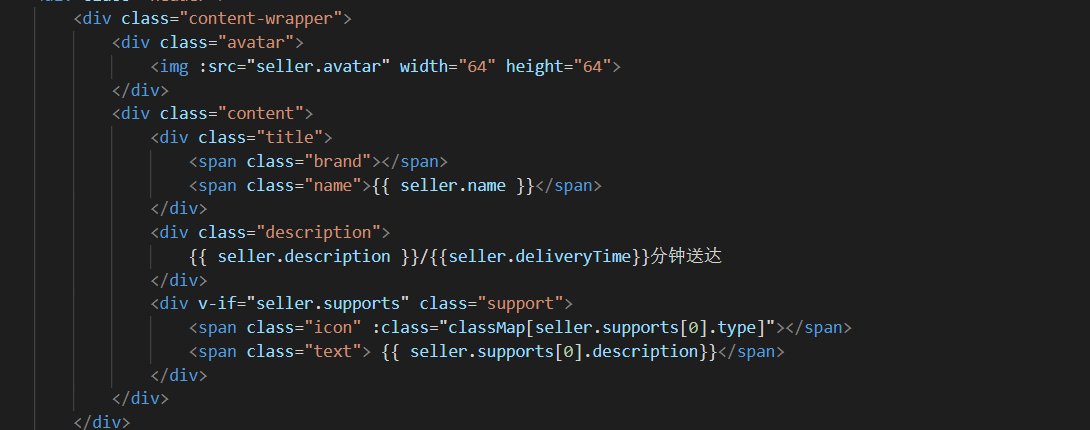 <div class="content-wrapper">
<div class="avatar">
<img :src="seller.avatar" width="64" height="64">
</div>
<div class="content">
<div class="title">
<span class="brand"></span>
<span class="name">{{ seller.name }}</span>
</div>
<div class="description">
{{ seller.description }}/{{seller.deliveryTime}}分钟送达
</div>
<div v-if="seller.supports" class="support">
<span class="icon" :class="classMap[seller.supports[0].type]"></span>
<span class="text"> {{ seller.supports[0].description}}</span>
</div>
</div>
</div>